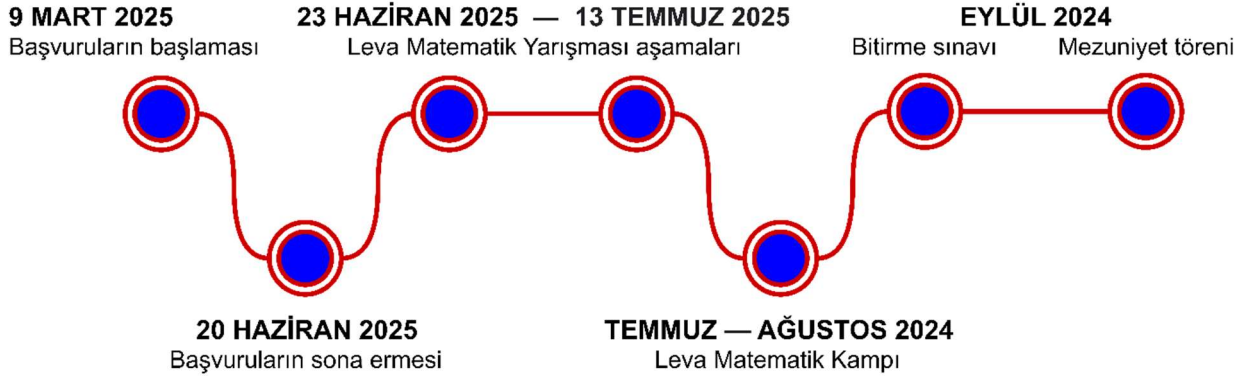 9 MART 2025
Başvuruların başlaması
23 HAZİRAN 2025 — 13 TEMMUZ 2025
Leva Matematik Yarışması aşamaları
EYLÜL 2024
Bitirme sınavı
Mezuniyet töreni
20 HAZİRAN 2025
Başvuruların sona ermesi
TEMMUZ — AĞUSTOS 2024
Leva Matematik Kampı